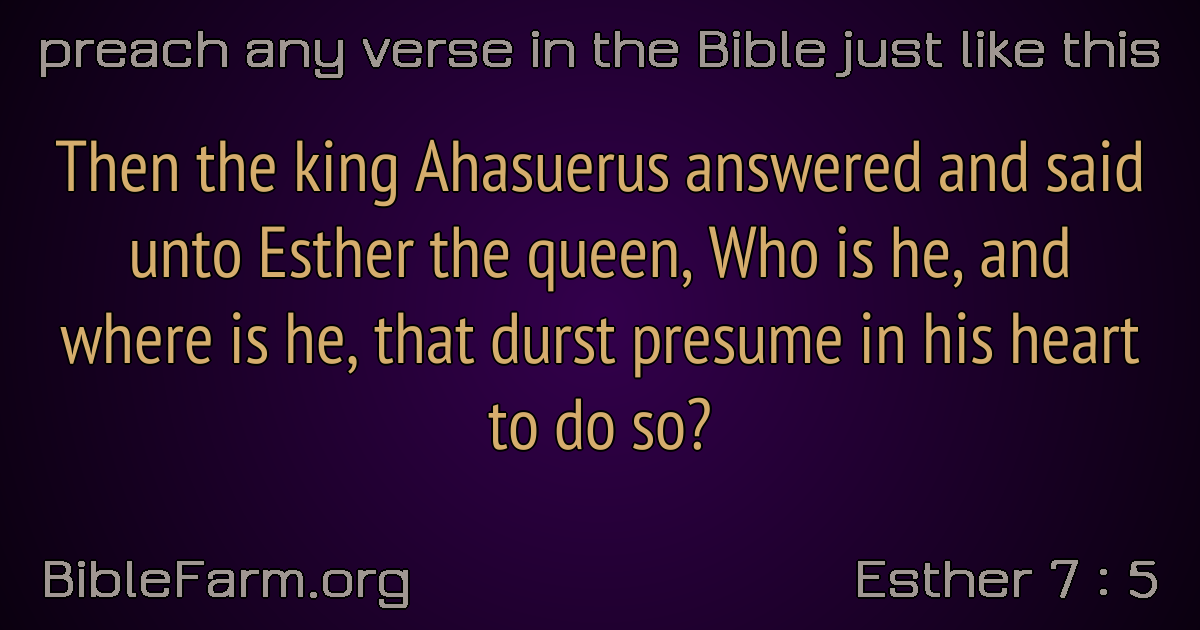 preach any verse in the Bible just like this
Then the king Ahasuerus answered and said
unto Esther the queen, Who is he, and
where is he, that durst presume in his heart
to do so?
BibleFarm.org
Esther 7 : 5